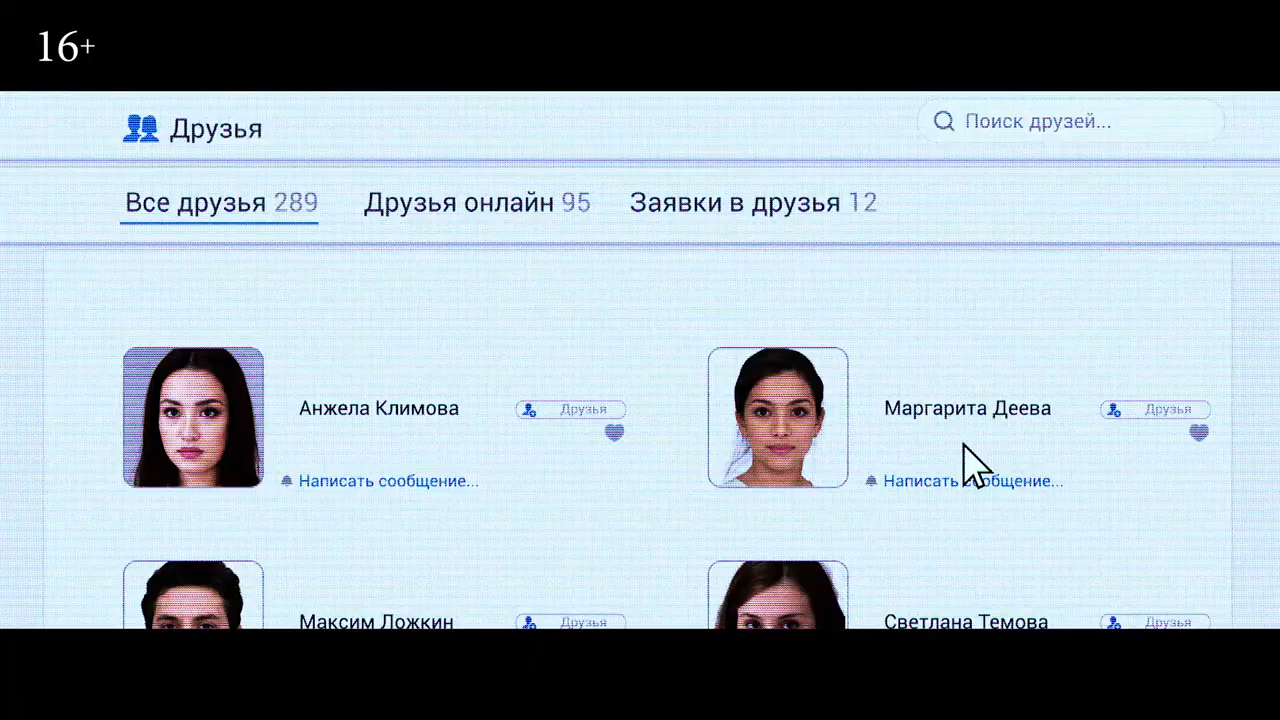 16+
Друзья
Поиск друзей...
Все друзья 289
Друзья онлайн 95
Заявки в друзья 12
Анжела Климова
Друзья
Написать сообщение...
Маргарита Деева
Друзья
Написать сообщение...
Максим Ложкин
Друзья
Светлана Темова
Друзья